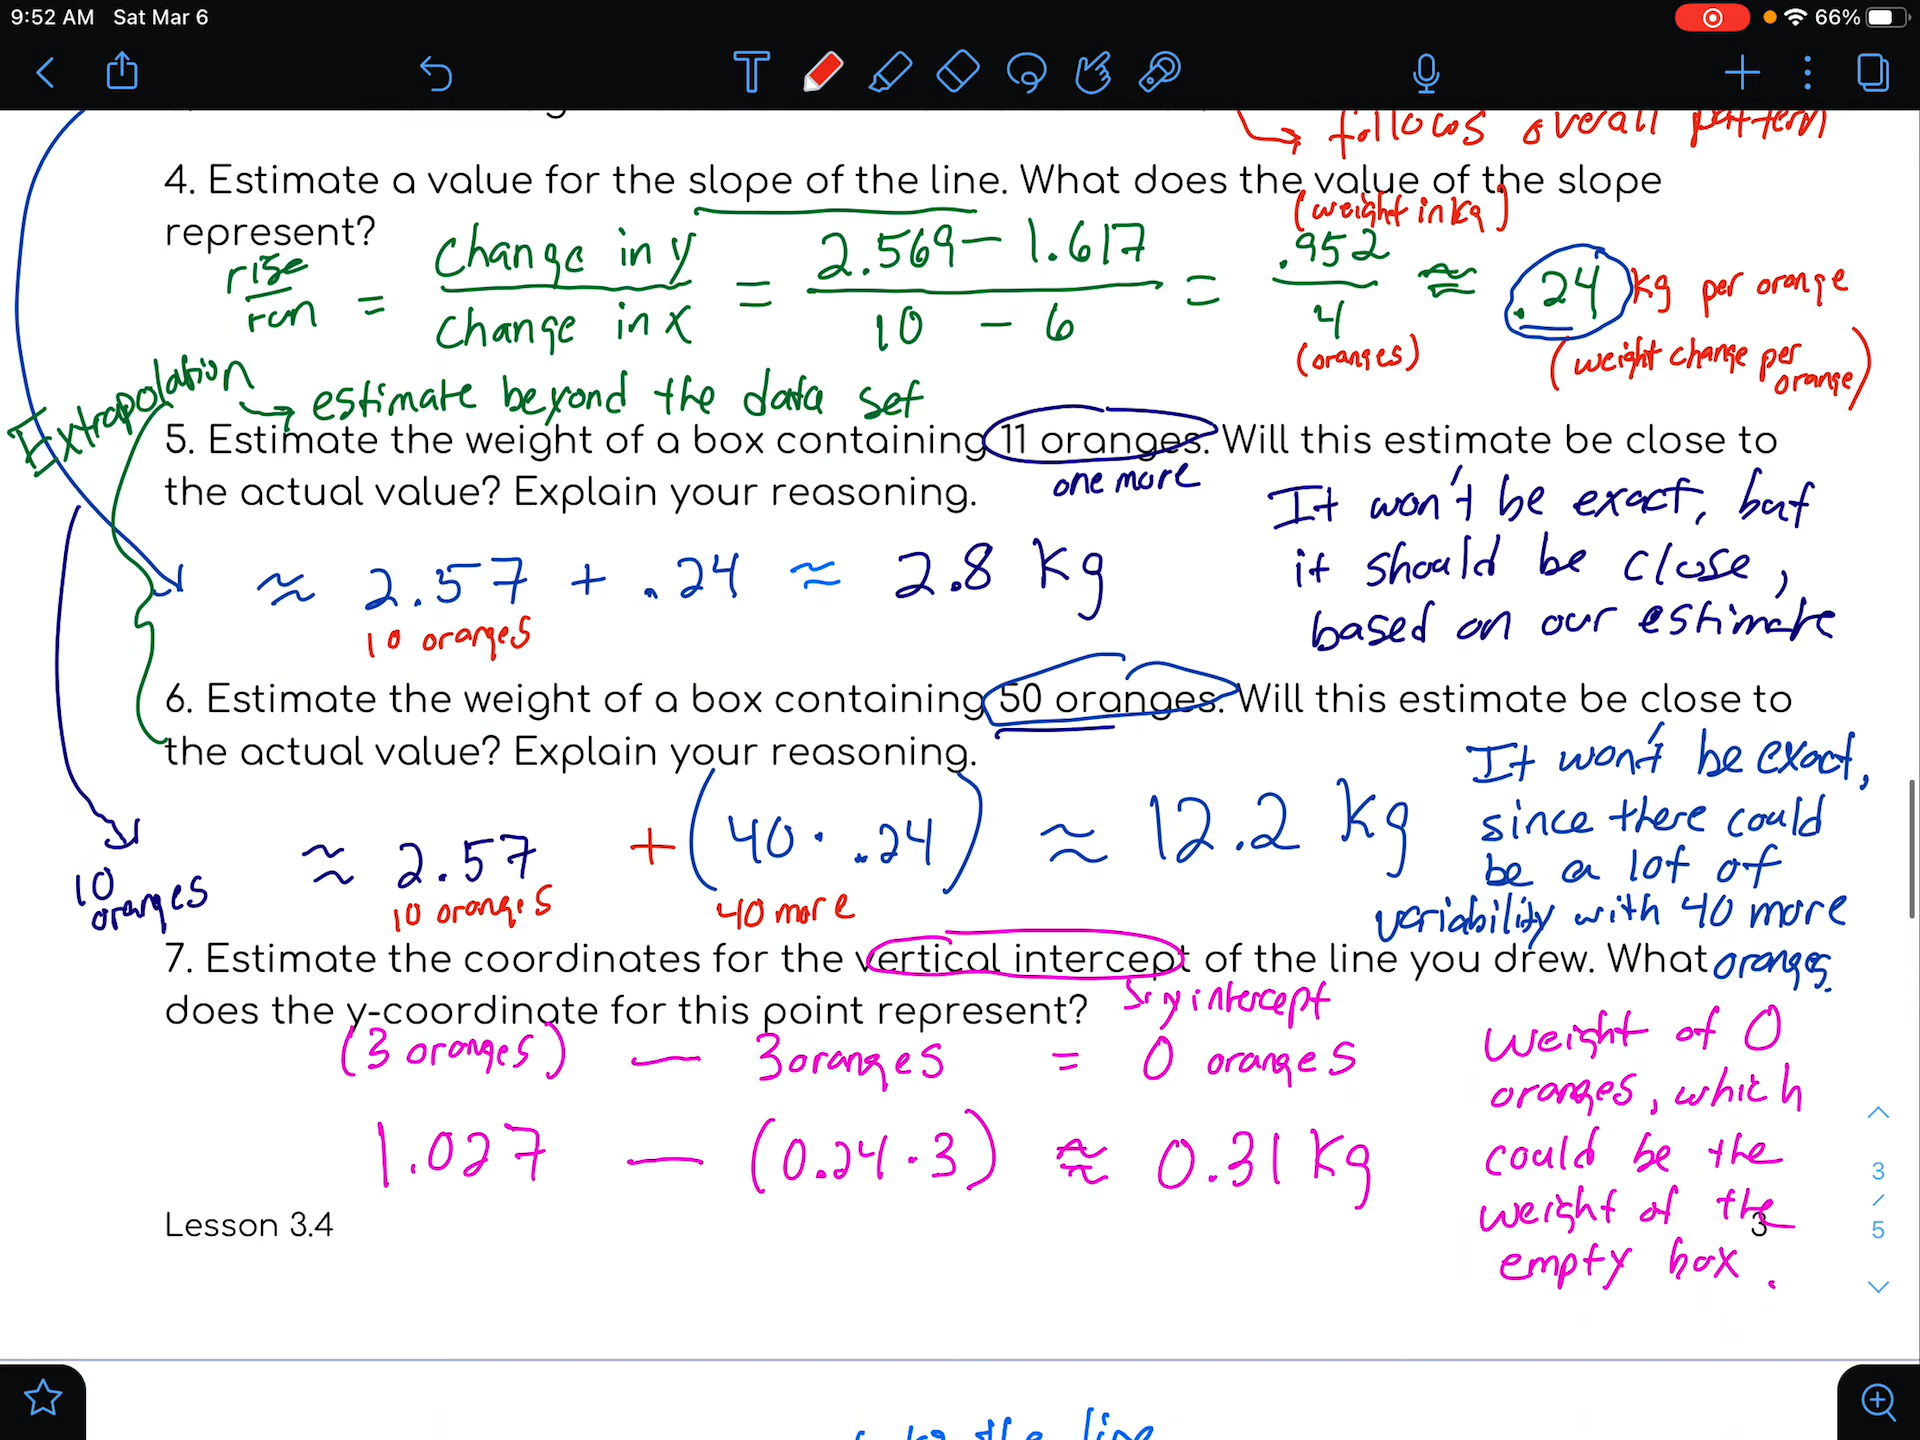 9:52 AM Sat Mar 6
66%
follows overall pattern
4. Estimate a value for the slope of the line. What does the value of the slope
represent?
rise
run
=
change in y
change in x
=
2.569 - 1.617
10 - 6
=
(weight in kg)
.952
4
(oranges)
≈ .24 kg per orange
(weight change per
orange)
Extrapolation
→ estimate beyond the data set
5. Estimate the weight of a box containing 11 oranges. Will this estimate be close to
the actual value? Explain your reasoning.
one more
It won't be exact, but
it should be close,
based on our estimate
≈ 2.57 + .24 ≈ 2.8 kg
10 oranges
6. Estimate the weight of a box containing 50 oranges. Will this estimate be close to
the actual value? Explain your reasoning.
It won't be exact,
since there could
be a lot of
variability with 40 more
oranges.
10
oranges
≈ 2.57 + (40 · .24) ≈ 12.2 kg
10 oranges
40 more
7. Estimate the coordinates for the vertical intercept of the line you drew. What
does the y-coordinate for this point represent?
y intercept
(3 oranges) - 3 oranges = 0 oranges
1.027 - (0.24 · 3) ≈ 0.31 kg
weight of 0
oranges, which
could be the
weight of the
empty box.
Lesson 3.4
3
3
/
5
the line